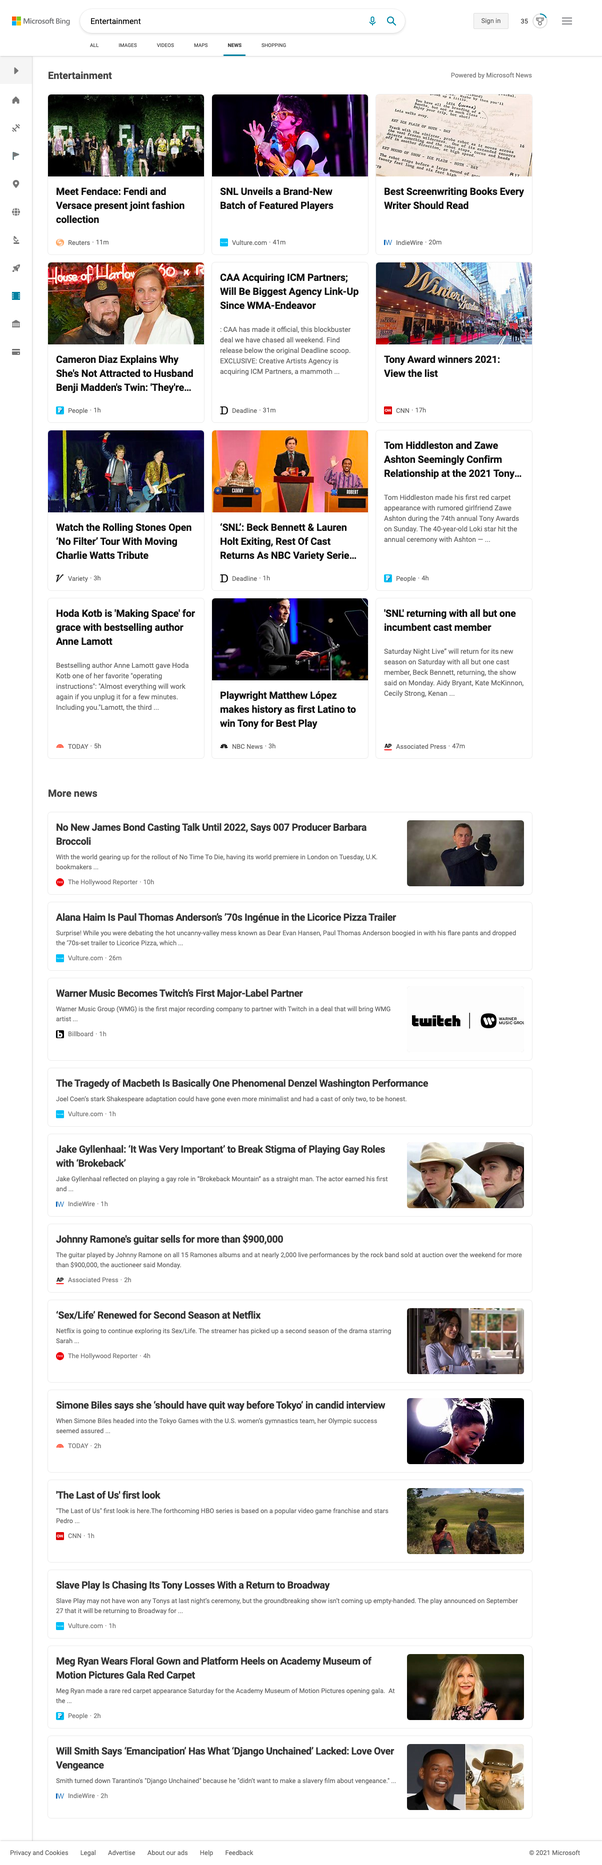 Microsoft Bing
Entertainment
Sign in
35
ALL
IMAGES
VIDEOS
MAPS
NEWS
SHOPPING
Entertainment
Powered by Microsoft News
Meet Fendace: Fendi and
Versace present joint fashion
collection
Reuters · 11m
SNL Unveils a Brand-New
Batch of Featured Players
Vulture.com · 41m
Best Screenwriting Books Every
Writer Should Read
IW IndieWire · 20m
House of Harlow
Cameron Diaz Explains Why
She's Not Attracted to Husband
Benji Madden's Twin: 'They're...
People · 1h
CAA Acquiring ICM Partners;
Will Be Biggest Agency Link-Up
Since WMA-Endeavor
: CAA has made it official, this blockbuster
deal we have chased all weekend. Find
release below the original Deadline scoop.
EXCLUSIVE: Creative Artists Agency is
acquiring ICM Partners, a mammoth ...
Deadline · 31m
Tony Award winners 2021:
View the list
CNN · 17h
Watch the Rolling Stones Open
'No Filter' Tour With Moving
Charlie Watts Tribute
Variety · 3h
CAMMY
ROBERT
'SNL': Beck Bennett & Lauren
Holt Exiting, Rest Of Cast
Returns As NBC Variety Serie...
Deadline · 1h
Tom Hiddleston and Zawe
Ashton Seemingly Confirm
Relationship at the 2021 Tony...
Tom Hiddleston made his first red carpet
appearance with rumored girlfriend Zawe
Ashton during the 74th annual Tony Awards
on Sunday. The 40-year-old Loki star hit the
annual ceremony with Ashton — ...
People · 4h
Hoda Kotb is 'Making Space' for
grace with bestselling author
Anne Lamott
Bestselling author Anne Lamott gave Hoda
Kotb one of her favorite "operating
instructions": "Almost everything will work
again if you unplug it for a few minutes.
Including you."Lamott, the third ...
TODAY · 5h
Playwright Matthew López
makes history as first Latino to
win Tony for Best Play
NBC News · 3h
'SNL' returning with all but one
incumbent cast member
Saturday Night Live" will return for its new
season on Saturday with all but one cast
member, Beck Bennett, returning, the show
said on Monday. Aidy Bryant, Kate McKinnon,
Cecily Strong, Kenan ...
AP Associated Press · 47m
More news
No New James Bond Casting Talk Until 2022, Says 007 Producer Barbara
Broccoli
With the world gearing up for the rollout of No Time To Die, having its world premiere in London on Tuesday, U.K.
bookmakers ...
The Hollywood Reporter · 10h
Alana Haim Is Paul Thomas Anderson's '70s Ingénue in the Licorice Pizza Trailer
Surprise! While you were debating the hot uncanny-valley mess known as Dear Evan Hansen, Paul Thomas Anderson boogied in with his flare pants and dropped
the '70s-set trailer to Licorice Pizza, which ...
Vulture.com · 26m
Warner Music Becomes Twitch's First Major-Label Partner
Warner Music Group (WMG) is the first major recording company to partner with Twitch in a deal that will bring WMG
artist ...
Billboard · 1h
twitch
WARNER
MUSIC GROU
The Tragedy of Macbeth Is Basically One Phenomenal Denzel Washington Performance
Joel Coen's stark Shakespeare adaptation could have gone even more minimalist and had a cast of only two, to be honest.
Vulture.com · 1h
Jake Gyllenhaal: 'It Was Very Important' to Break Stigma of Playing Gay Roles
with 'Brokeback'
Jake Gyllenhaal reflected on playing a gay role in "Brokeback Mountain" as a straight man. The actor earned his first
and ...
IW IndieWire · 1h
Johnny Ramone's guitar sells for more than $900,000
The guitar played by Johnny Ramone on all 15 Ramones albums and at nearly 2,000 live performances by the rock band sold at auction over the weekend for more
than $900,000, the auctioneer said Monday.
AP Associated Press · 2h
'Sex/Life' Renewed for Second Season at Netflix
Netflix is going to continue exploring its Sex/Life. The streamer has picked up a second season of the drama starring
Sarah ...
The Hollywood Reporter · 4h
Simone Biles says she 'should have quit way before Tokyo' in candid interview
When Simone Biles headed into the Tokyo Games with the U.S. women's gymnastics team, her Olympic success
seemed assured ...
TODAY · 2h
'The Last of Us' first look
"The Last of Us" first look is here.The forthcoming HBO series is based on a popular video game franchise and stars
Pedro ...
CNN · 1h
Slave Play Is Chasing Its Tony Losses With a Return to Broadway
Slave Play may not have won any Tonys at last night's ceremony, but the groundbreaking show isn't coming up empty-handed. The play announced on September
27 that it will be returning to Broadway for ...
Vulture.com · 1h
Meg Ryan Wears Floral Gown and Platform Heels on Academy Museum of
Motion Pictures Gala Red Carpet
Meg Ryan made a rare red carpet appearance Saturday for the Academy Museum of Motion Pictures opening gala. At
the ...
People · 2h
Will Smith Says 'Emancipation' Has What 'Django Unchained' Lacked: Love Over
Vengeance
Smith turned down Tarantino's "Django Unchained" because he "didn't want to make a slavery film about vengeance." ...
IW IndieWire · 2h
Privacy and Cookies
Legal
Advertise
About our ads
Help
Feedback
© 2021 Microsoft